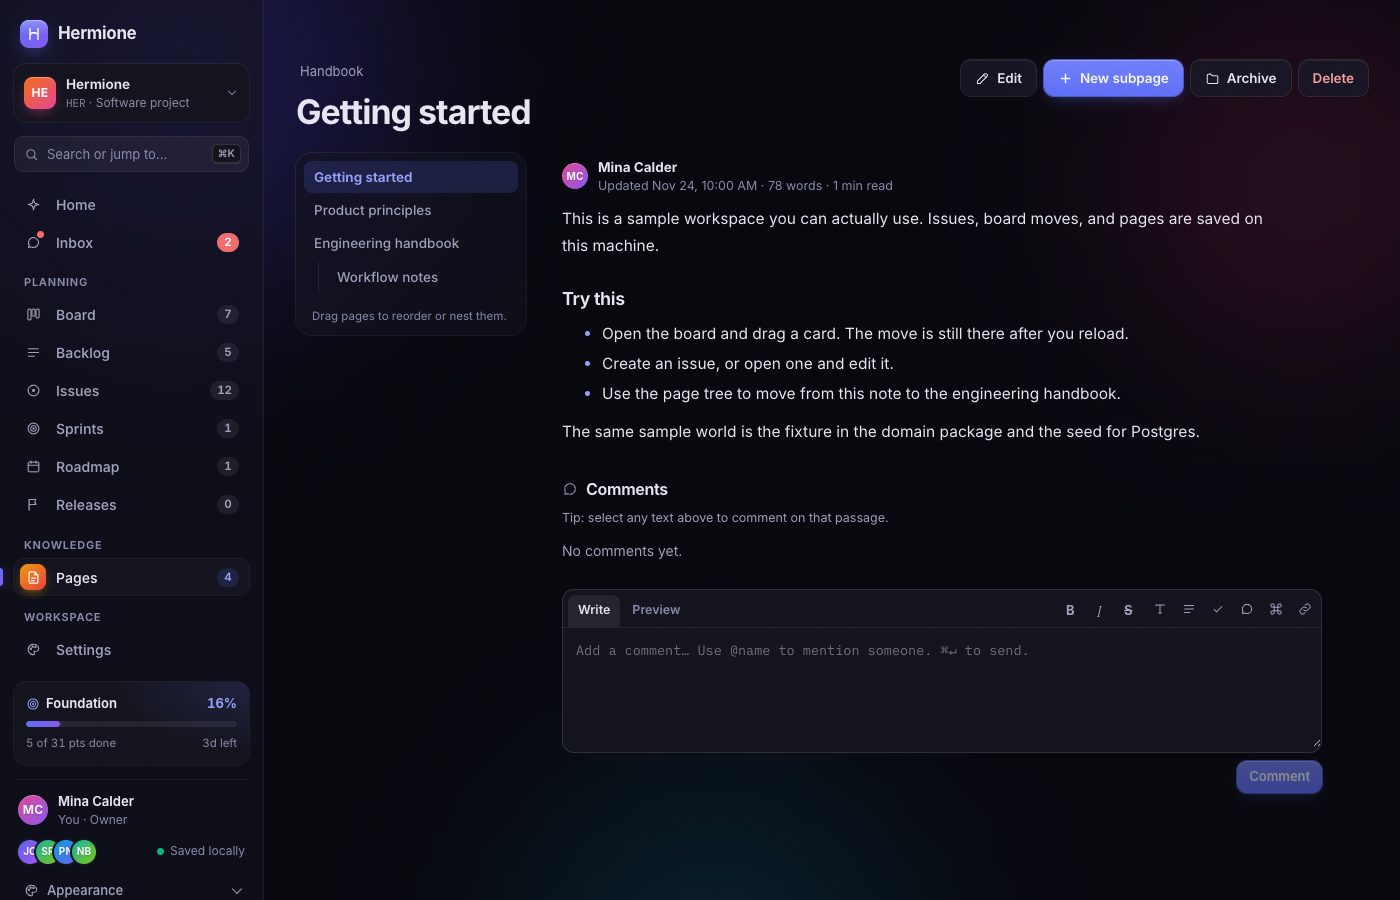 Hermione
HE
Hermione
HER · Software project
Search or jump to...
⌘K
Home
Inbox
2
PLANNING
Board
7
Backlog
5
Issues
12
Sprints
1
Roadmap
1
Releases
0
KNOWLEDGE
Pages
4
WORKSPACE
Settings
Foundation
16%
5 of 31 pts done
3d left
MC
Mina Calder
You · Owner
NB
Saved locally
Appearance
Handbook
Getting started
Edit
New subpage
Archive
Delete
Getting started
Product principles
Engineering handbook
Workflow notes
Drag pages to reorder or nest them.
MC
Mina Calder
Updated Nov 24, 10:00 AM · 78 words · 1 min read
This is a sample workspace you can actually use. Issues, board moves, and pages are saved on
this machine.
Try this
• Open the board and drag a card. The move is still there after you reload.
• Create an issue, or open one and edit it.
• Use the page tree to move from this note to the engineering handbook.
The same sample world is the fixture in the domain package and the seed for Postgres.
Comments
Tip: select any text above to comment on that passage.
No comments yet.
Write
Preview
B I S T
Add a comment… Use @name to mention someone. ⌘↵ to send.
Comment